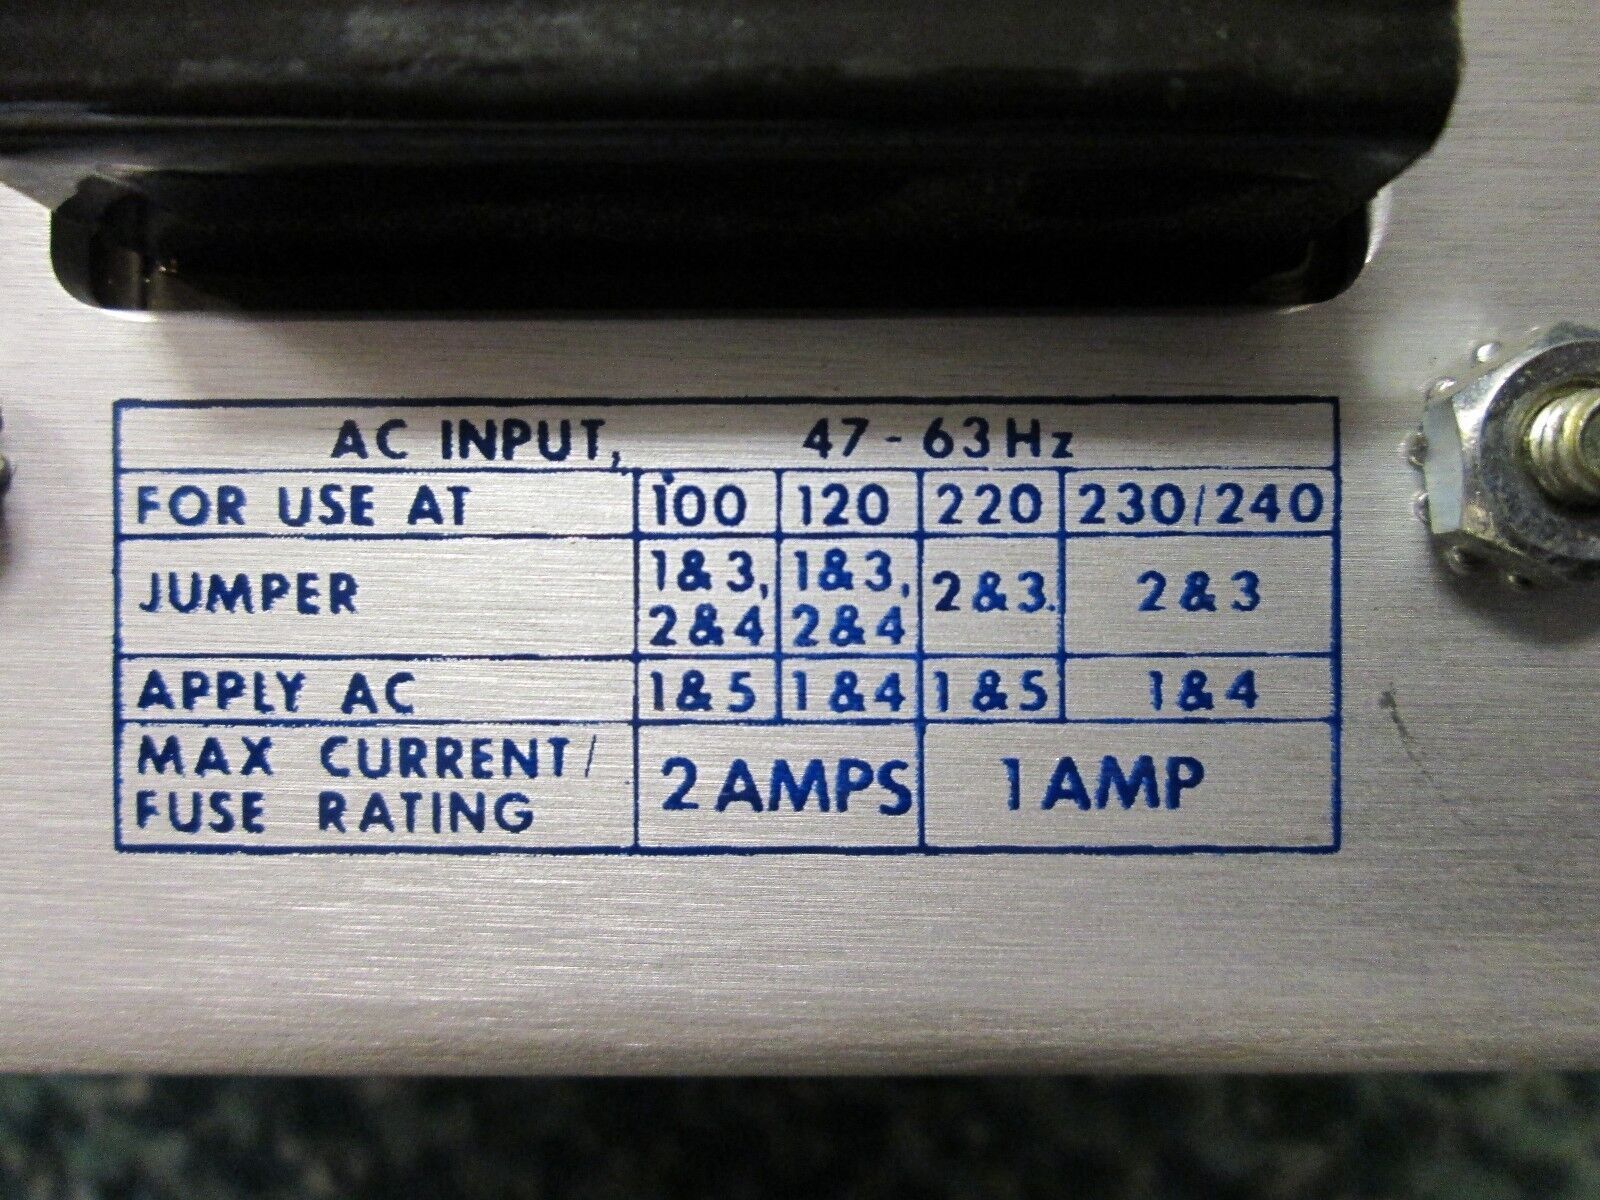 AC INPUT, 47 - 63 Hz
FOR USE AT 100 120 220 230/240
JUMPER 1&3, 2&4 1&3, 2&4 2&3. 2&3
APPLY AC 1&5 1&4 1&5 1&4
MAX CURRENT/
FUSE RATING 2 AMPS 1 AMP